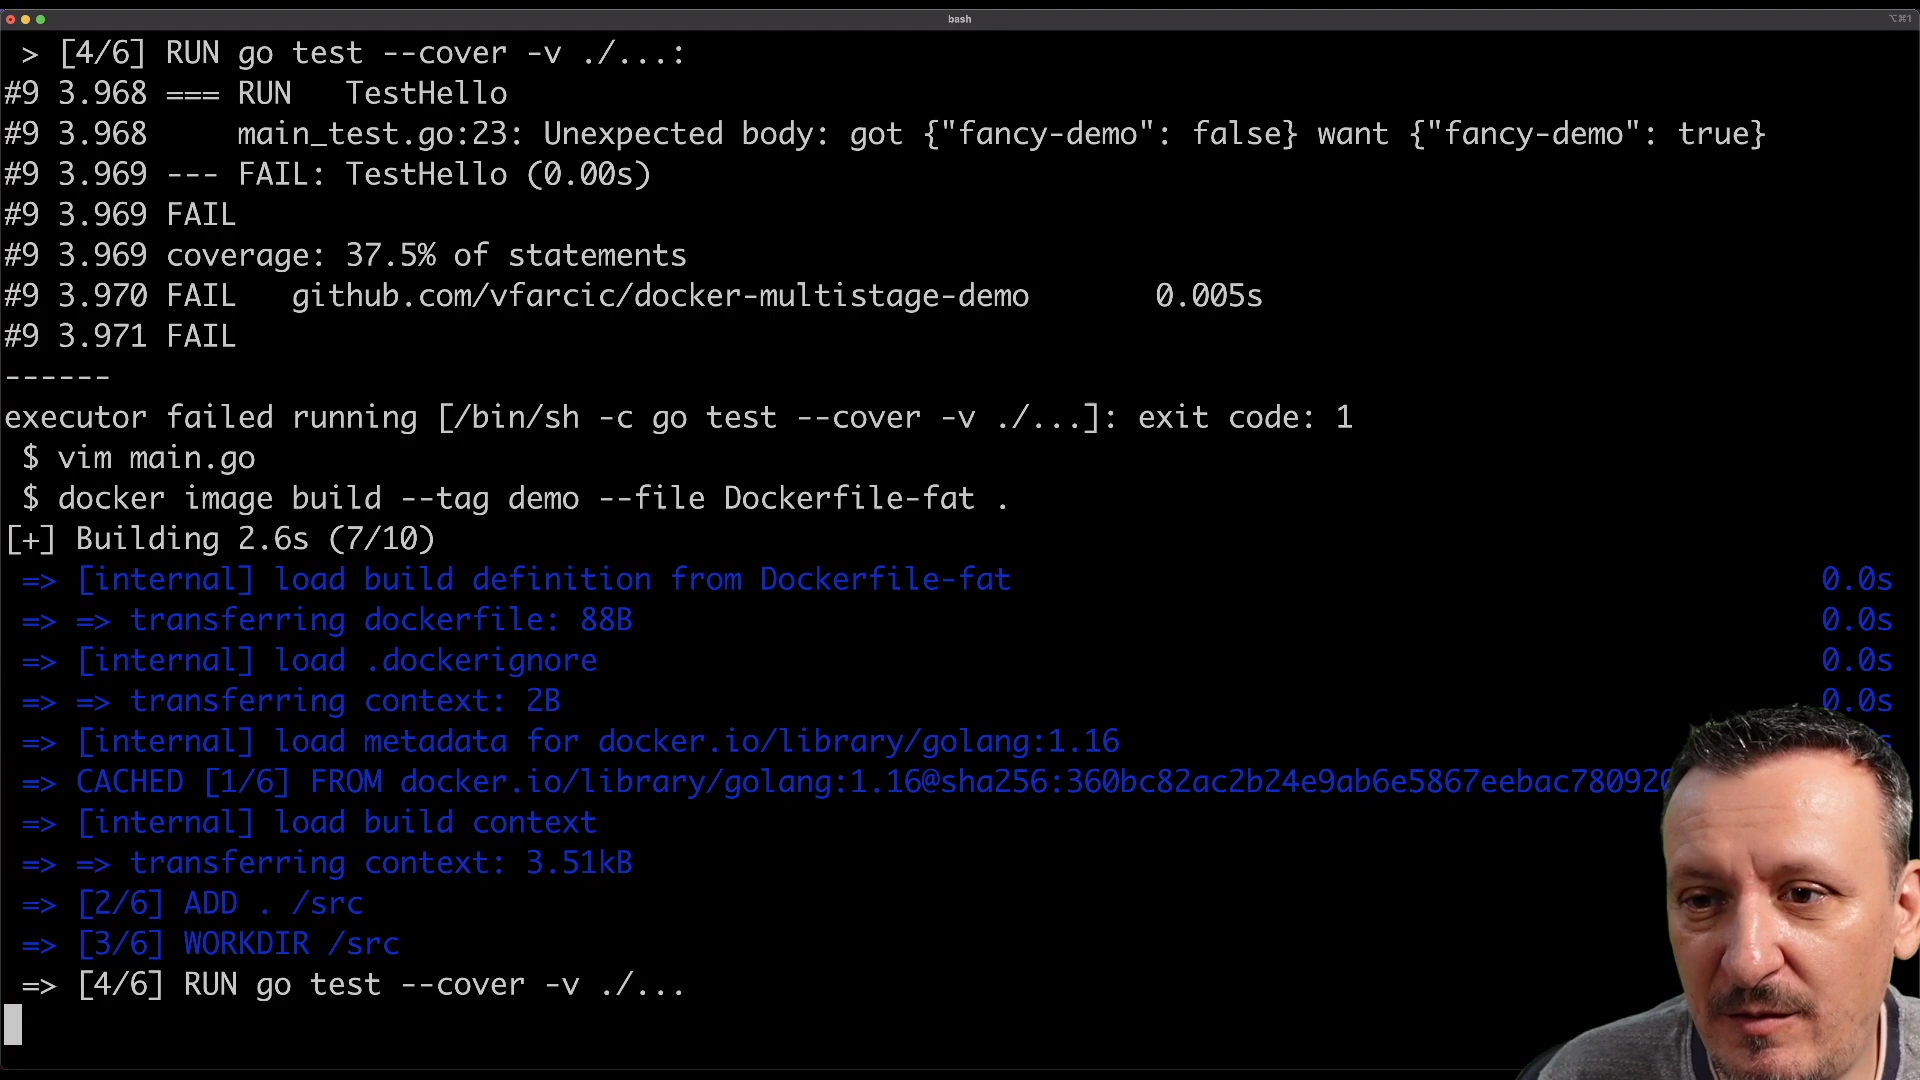 bash
⌥⌘1
> [4/6] RUN go test --cover -v ./...:
#9 3.968 === RUN   TestHello
#9 3.968     main_test.go:23: Unexpected body: got {"fancy-demo": false} want {"fancy-demo": true}
#9 3.969 --- FAIL: TestHello (0.00s)
#9 3.969 FAIL
#9 3.969 coverage: 37.5% of statements
#9 3.970 FAIL   github.com/vfarcic/docker-multistage-demo       0.005s
#9 3.971 FAIL
------
executor failed running [/bin/sh -c go test --cover -v ./...]: exit code: 1
$ vim main.go
$ docker image build --tag demo --file Dockerfile-fat .
[+] Building 2.6s (7/10)
=> [internal] load build definition from Dockerfile-fat 0.0s
=> => transferring dockerfile: 88B 0.0s
=> [internal] load .dockerignore 0.0s
=> => transferring context: 2B 0.0s
=> [internal] load metadata for docker.io/library/golang:1.16
=> CACHED [1/6] FROM docker.io/library/golang:1.16@sha256:360bc82ac2b24e9ab6e5867eebac780920
=> [internal] load build context
=> => transferring context: 3.51kB
=> [2/6] ADD . /src
=> [3/6] WORKDIR /src
=> [4/6] RUN go test --cover -v ./...